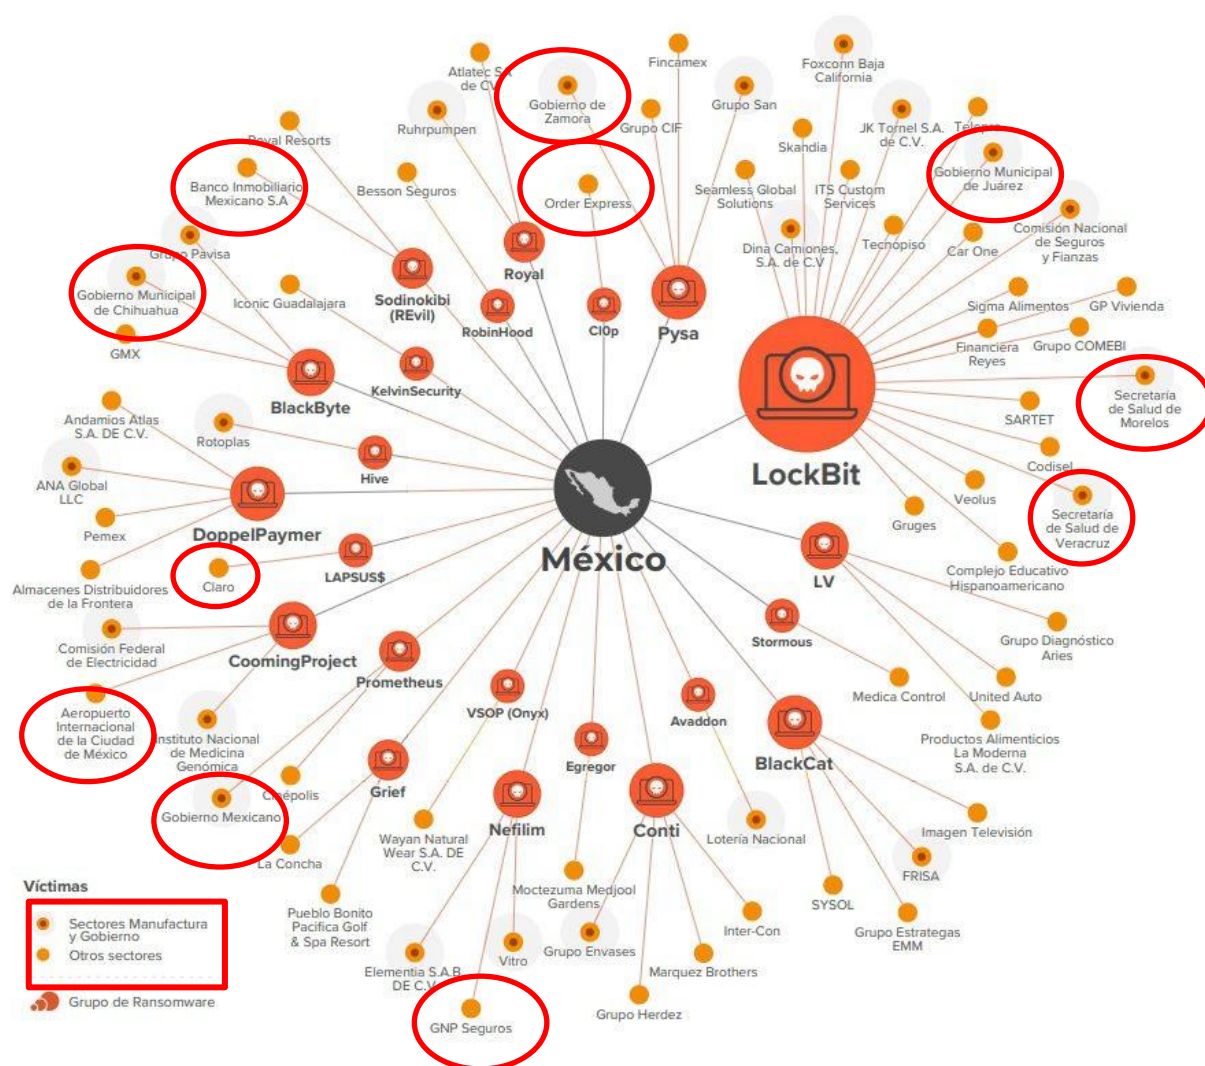 Atlatec SA
de C.V.
Ruhrpumpen
Royal Resorts
Banco Inmobiliario
Mexicano S.A
Besson Seguros
Grupo Pavisa
Gobierno Municipal
de Chihuahua
Iconic Guadalajara
GMX
Gobierno de
Zamora
Order Express
Fincamex
Grupo CIF
Grupo San
Foxconn Baja
California
JK Tornel S.A.
de C.V.
Skandia
Seamless Global
Solutions
ITS Custom
Services
Gobierno Municipal
de Juárez
Dina Camiones,
S.A. de C.V
Tecnopiso
Car One
Comisión Nacional
de Seguros
y Fianzas
Sigma Alimentos
GP Vivienda
Financiera
Reyes
Grupo COMEBI
Secretaría
de Salud de
Morelos
SARTET
Codisel
Veolus
Gruges
Secretaría
de Salud de
Veracruz
Complejo Educativo
Hispanoamericano
Royal
Sodinokibi
(REvil)
RobinHood
Cl0p
Pysa
BlackByte
KelvinSecurity
LockBit
Andamios Atlas
S.A. DE C.V.
Rotoplas
Hive
ANA Global
LLC
Pemex
DoppelPaymer
Almacenes Distribuidores
de la Frontera
Claro
LAPSUS$
México
LV
Grupo Diagnóstico
Aries
United Auto
Productos Alimenticios
La Moderna
S.A. de C.V.
Stormous
Medica Control
Comisión Federal
de Electricidad
CoomingProject
Prometheus
Aeropuerto
Internacional
de la Ciudad
de México
Instituto Nacional
de Medicina
Genómica
Cinépolis
Gobierno Mexicano
La Concha
Grief
VSOP (Onyx)
Egregor
Avaddon
BlackCat
Nefilim
Conti
Lotería Nacional
Imagen Televisión
FRISA
Wayan Natural
Wear S.A. DE
C.V.
Moctezuma Medjool
Gardens
SYSOL
Grupo Estrategas
EMM
Pueblo Bonito
Pacifica Golf
& Spa Resort
Inter-Con
Grupo Envases
Vitro
Elementia S.A.B.
DE C.V.
Marquez Brothers
Grupo Herdez
GNP Seguros
Víctimas
Sectores Manufactura
y Gobierno
Otros sectores
Grupo de Ransomware